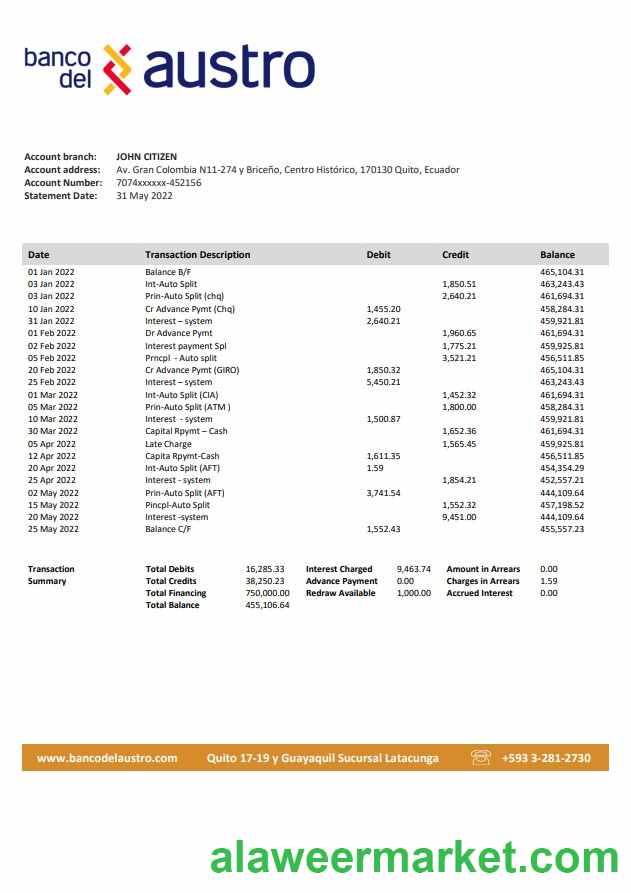 banco
del austro
Account branch: JOHN CITIZEN
Account address: Av. Gran Colombia N11-274 y Briceño, Centro Histórico, 170130 Quito, Ecuador
Account Number: 7074xxxxxx-452156
Statement Date: 31 May 2022
Date Transaction Description Debit Credit Balance
01 Jan 2022 Balance B/F 465,104.31
03 Jan 2022 Int-Auto Split 1,850.51 463,243.43
03 Jan 2022 Prin-Auto Split (chq) 2,640.21 461,694.31
10 Jan 2022 Cr Advance Pymt (Chq) 1,455.20 458,284.31
31 Jan 2022 Interest – system 2,640.21 459,921.81
01 Feb 2022 Dr Advance Pymt 1,960.65 461,694.31
02 Feb 2022 Interest payment Spl 1,775.21 459,925.81
05 Feb 2022 Prncpl - Auto split 3,521.21 456,511.85
20 Feb 2022 Cr Advance Pymt (GIRO) 1,850.32 465,104.31
25 Feb 2022 Interest – system 5,450.21 463,243.43
01 Mar 2022 Int-Auto Split (CIA) 1,452.32 461,694.31
05 Mar 2022 Prin-Auto Split (ATM ) 1,800.00 458,284.31
10 Mar 2022 Interest - system 1,500.87 459,921.81
30 Mar 2022 Capital Rpymt – Cash 1,652.36 461,694.31
05 Apr 2022 Late Charge 1,565.45 459,925.81
12 Apr 2022 Capita Rpymt-Cash 1,611.35 456,511.85
20 Apr 2022 Int-Auto Split (AFT) 1.59 454,354.29
25 Apr 2022 Interest - system 1,854.21 452,557.21
02 May 2022 Prin-Auto Split (AFT) 3,741.54 444,109.64
15 May 2022 Pincpl-Auto Split 1,552.32 457,198.52
20 May 2022 Interest -system 9,451.00 444,109.64
25 May 2022 Balance C/F 1,552.43 455,557.23
Transaction Total Debits 16,285.33 Interest Charged 9,463.74 Amount in Arrears 0.00
Summary Total Credits 38,250.23 Advance Payment 0.00 Charges in Arrears 1.59
Total Financing 750,000.00 Redraw Available 1,000.00 Accrued Interest 0.00
Total Balance 455,106.64
www.bancodelaustro.com Quito 17-19 y Guayaquil Sucursal Latacunga +593 3-281-2730
alaweermarket.com